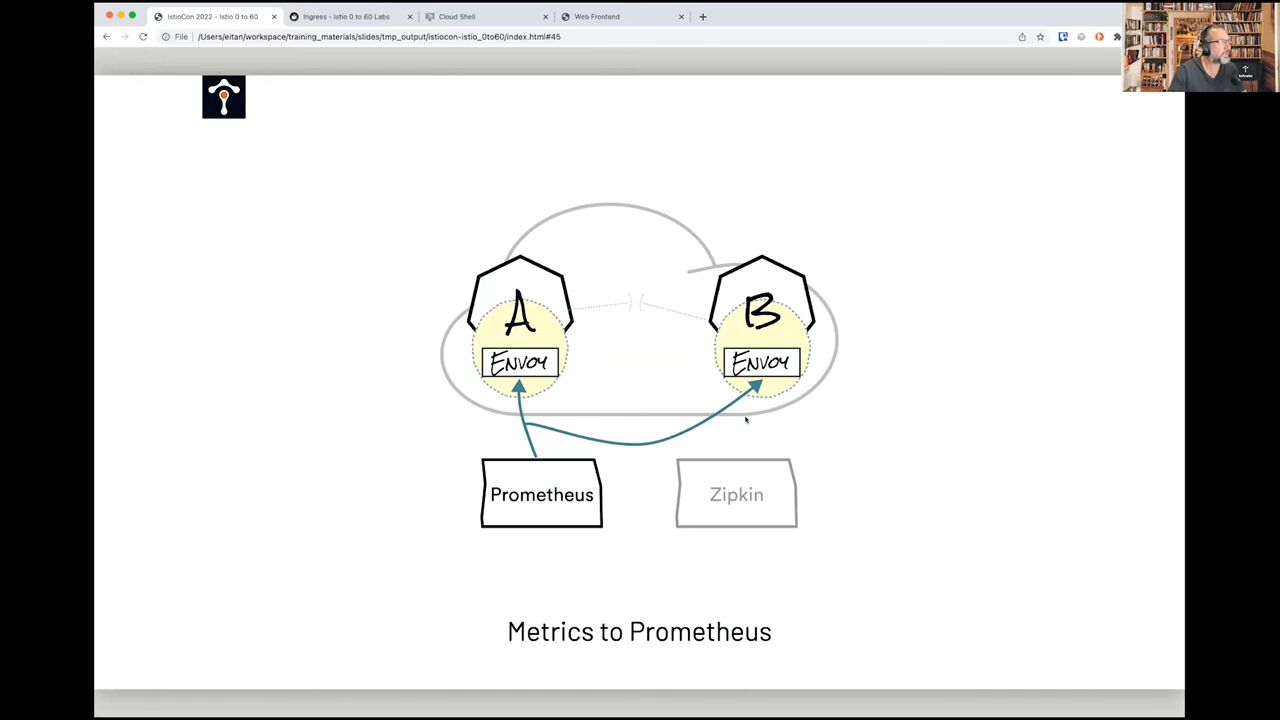 IstioCon 2022 - Istio 0 to 60
Ingress - Istio 0 to 60 Labs
Cloud Shell
Web Frontend
File
/Users/eitan/workspace/training_materials/slides/tmp_output/istiocon-istio_0to60/index.html#45
A
B
ENVOY
ENVOY
Prometheus
Zipkin
Metrics to Prometheus